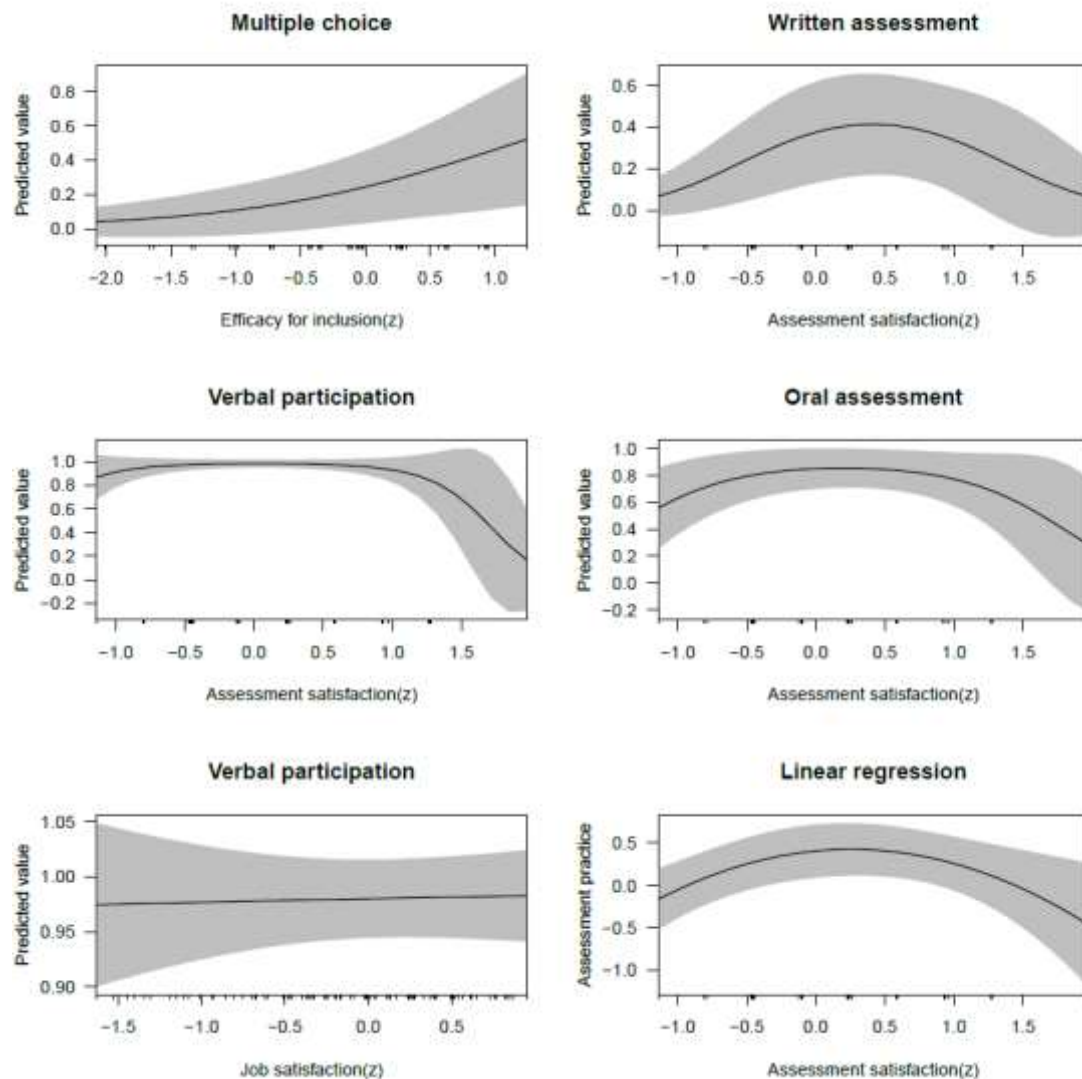 Multiple choice
Predicted value
0.8
0.6
0.4
0.2
0.0
−2.0 −1.5 −1.0 −0.5 0.0 0.5 1.0
Efficacy for inclusion(z)
Written assessment
Predicted value
0.6
0.4
0.2
0.0
−1.0 −0.5 0.0 0.5 1.0 1.5
Assessment satisfaction(z)
Verbal participation
Predicted value
1.0
0.8
0.6
0.4
0.2
0.0
−0.2
−1.0 −0.5 0.0 0.5 1.0 1.5
Assessment satisfaction(z)
Oral assessment
Predicted value
1.0
0.8
0.6
0.4
0.2
0.0
−0.2
−1.0 −0.5 0.0 0.5 1.0 1.5
Assessment satisfaction(z)
Verbal participation
Predicted value
1.05
1.00
0.95
0.90
−1.5 −1.0 −0.5 0.0 0.5
Job satisfaction(z)
Linear regression
Assessment practice
0.5
0.0
−0.5
−1.0
−1.0 −0.5 0.0 0.5 1.0 1.5
Assessment satisfaction(z)